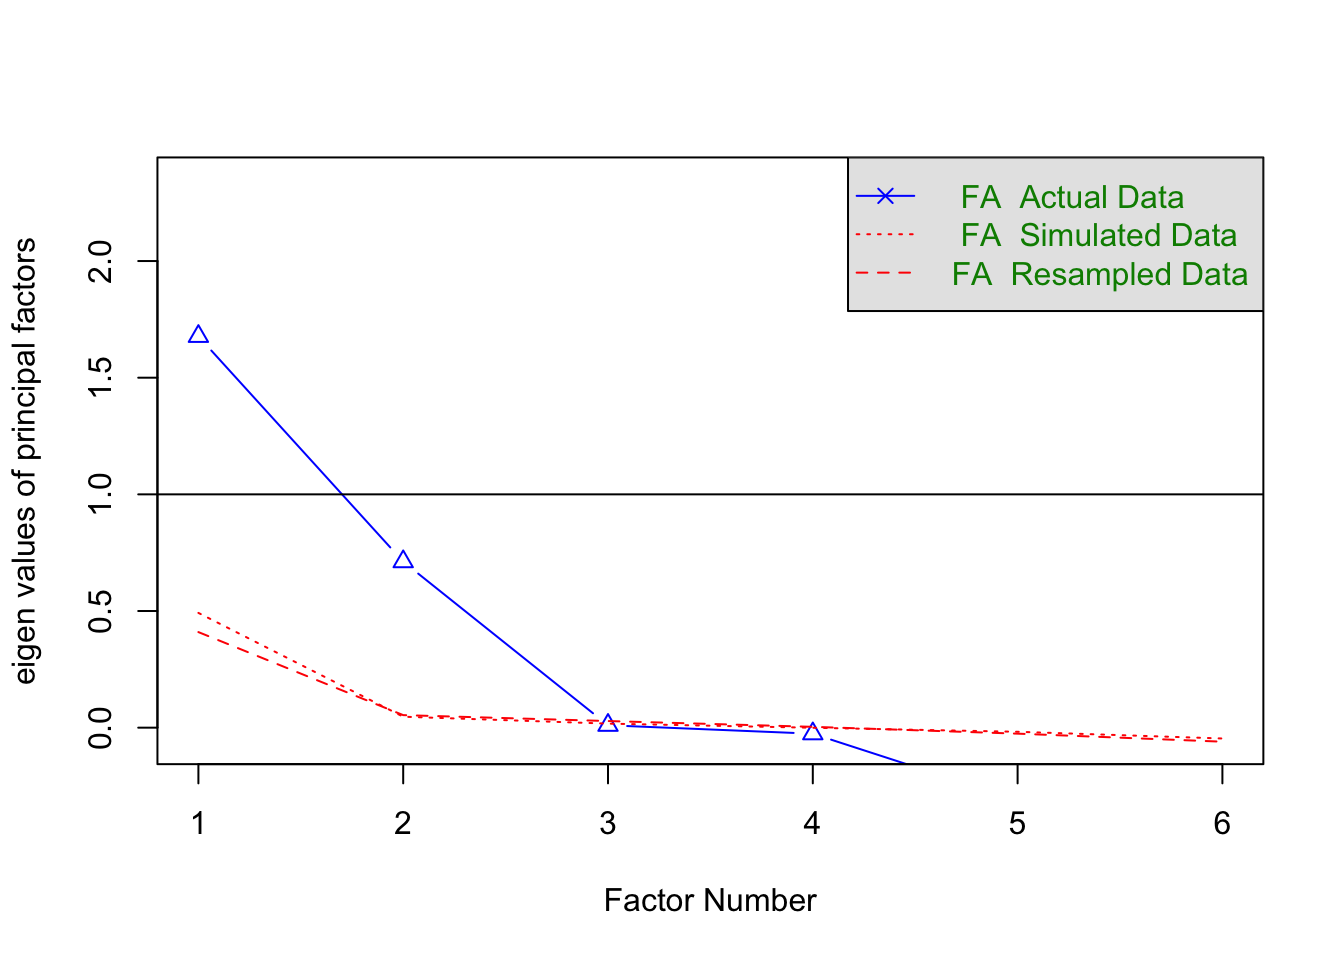 FA Actual Data
FA Simulated Data
FA Resampled Data
eigen values of principal factors
2.0
1.5
1.0
0.5
0.0
1 2 3 4 5 6
Factor Number